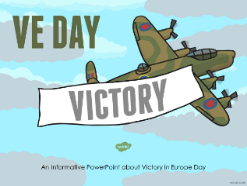 VE DAY
VICTORY
An Informative PowerPoint about Victory in Europe Day